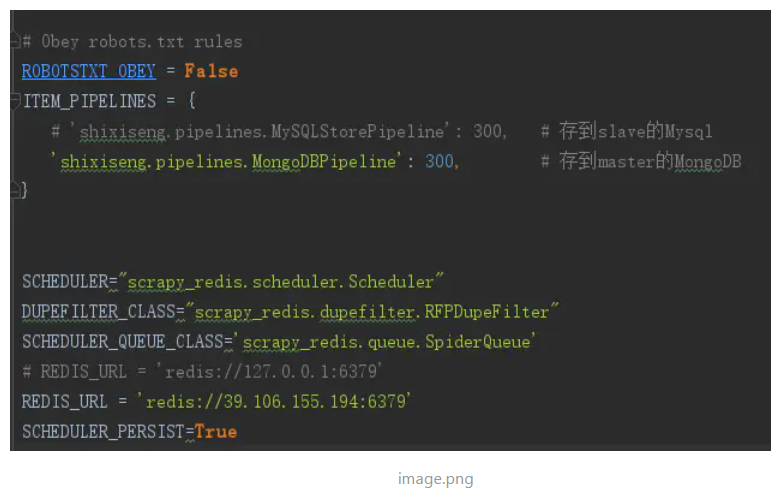 # Obey robots.txt rules
ROBOTSTXT_OBEY = False
ITEM_PIPELINES = {
# 'shixiseng.pipelines.MySQLStorePipeline': 300, # 存到slave的Mysql
'shixiseng.pipelines.MongoDBPipeline': 300, # 存到master的MongoDB
}
SCHEDULER="scrapy_redis.scheduler.Scheduler"
DUPEFILTER_CLASS="scrapy_redis.dupefilter.RFPDupeFilter"
SCHEDULER_QUEUE_CLASS='scrapy_redis.queue.SpiderQueue'
# REDIS_URL = 'redis://127.0.0.1:6379'
REDIS_URL = 'redis://39.106.155.194:6379'
SCHEDULER_PERSIST=True
image.png